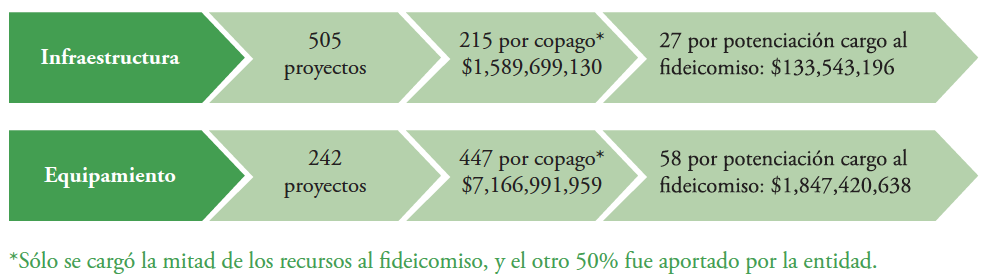 Infraestructura
505
proyectos
215 por copago*
$1,589,699,130
27 por potenciación cargo al
fideicomiso: $133,543,196
Equipamiento
242
proyectos
447 por copago*
$7,166,991,959
58 por potenciación cargo al
fideicomiso: $1,847,420,638
*Sólo se cargó la mitad de los recursos al fideicomiso, y el otro 50% fue aportado por la entidad.